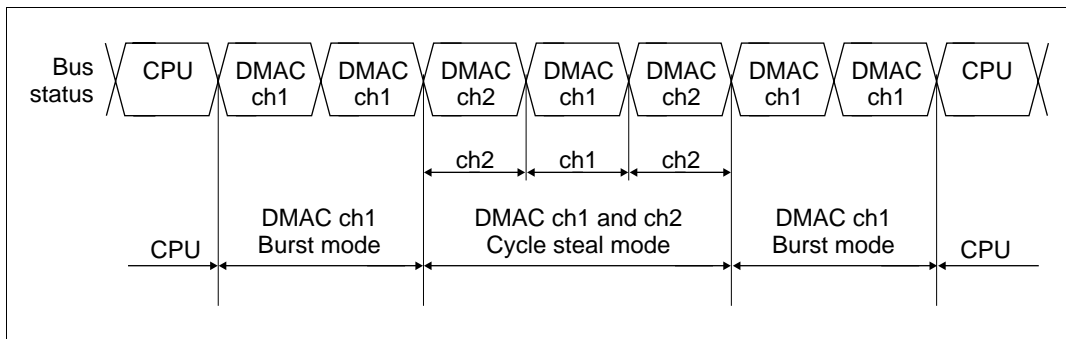 Bus
status
CPU
DMAC
ch1
DMAC
ch1
DMAC
ch2
DMAC
ch1
DMAC
ch2
DMAC
ch1
DMAC
ch1
CPU
ch2
ch1
ch2
CPU
DMAC ch1
Burst mode
DMAC ch1 and ch2
Cycle steal mode
DMAC ch1
Burst mode
CPU